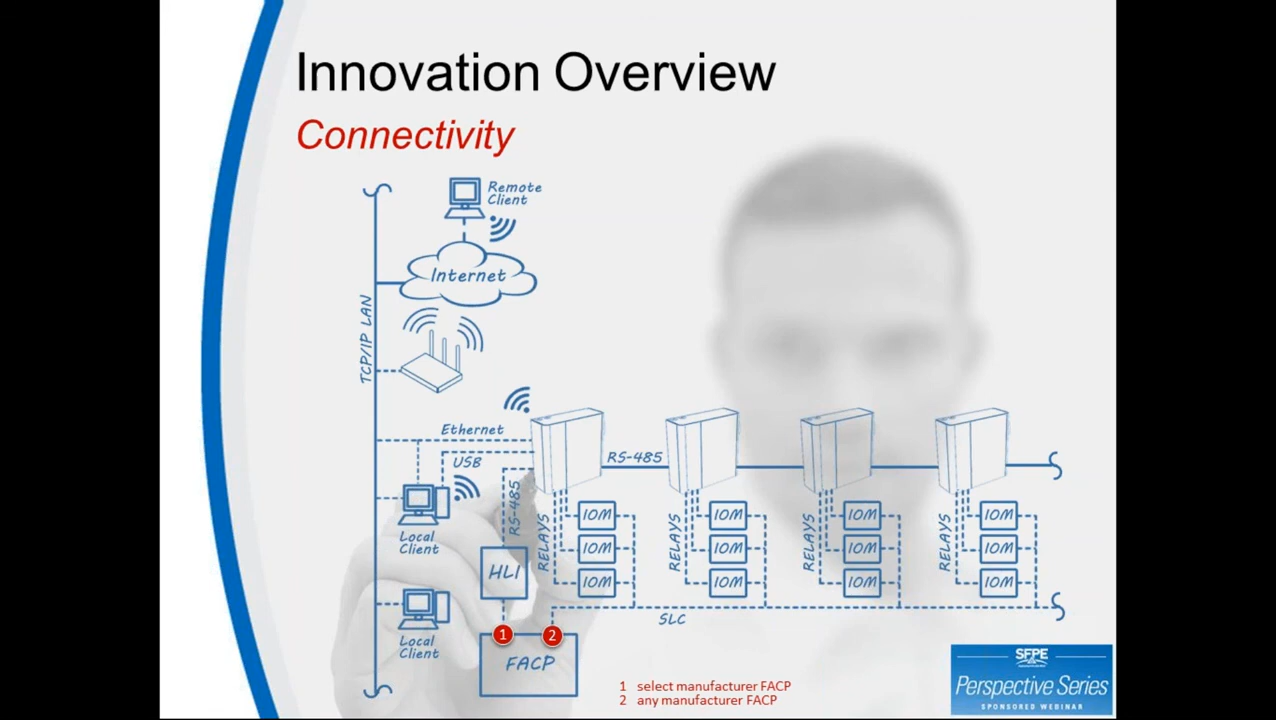 Innovation Overview
Connectivity
Remote
Client
Internet
TCP/IP LAN
Ethernet
USB
RS-485
RS-485
Local
Client
HLI
RELAYS
IOM
IOM
IOM
RELAYS
IOM
IOM
IOM
RELAYS
IOM
IOM
IOM
RELAYS
IOM
IOM
IOM
SLC
Local
Client
1
2
FACP
1 select manufacturer FACP
2 any manufacturer FACP
SFPE
Perspective Series
SPONSORED WEBINAR